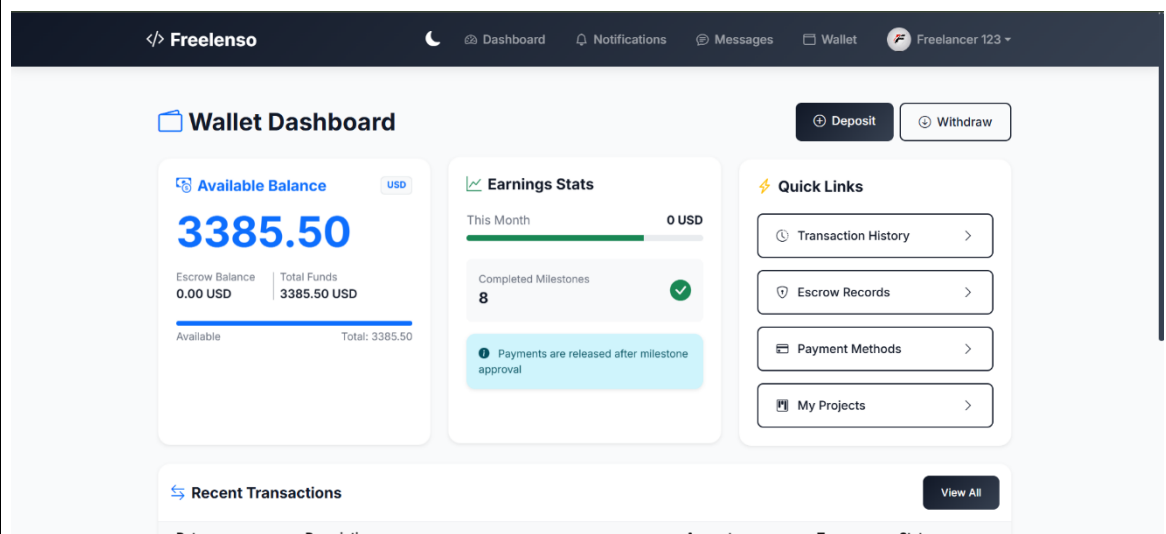 </> Freelenso
Dashboard
Notifications
Messages
Wallet
Freelancer 123
Wallet Dashboard
Deposit
Withdraw
Available Balance
USD
3385.50
Escrow Balance
0.00 USD
Total Funds
3385.50 USD
Available
Total: 3385.50
Earnings Stats
This Month
0 USD
Completed Milestones
8
Payments are released after milestone
approval
Quick Links
Transaction History
Escrow Records
Payment Methods
My Projects
Recent Transactions
View All